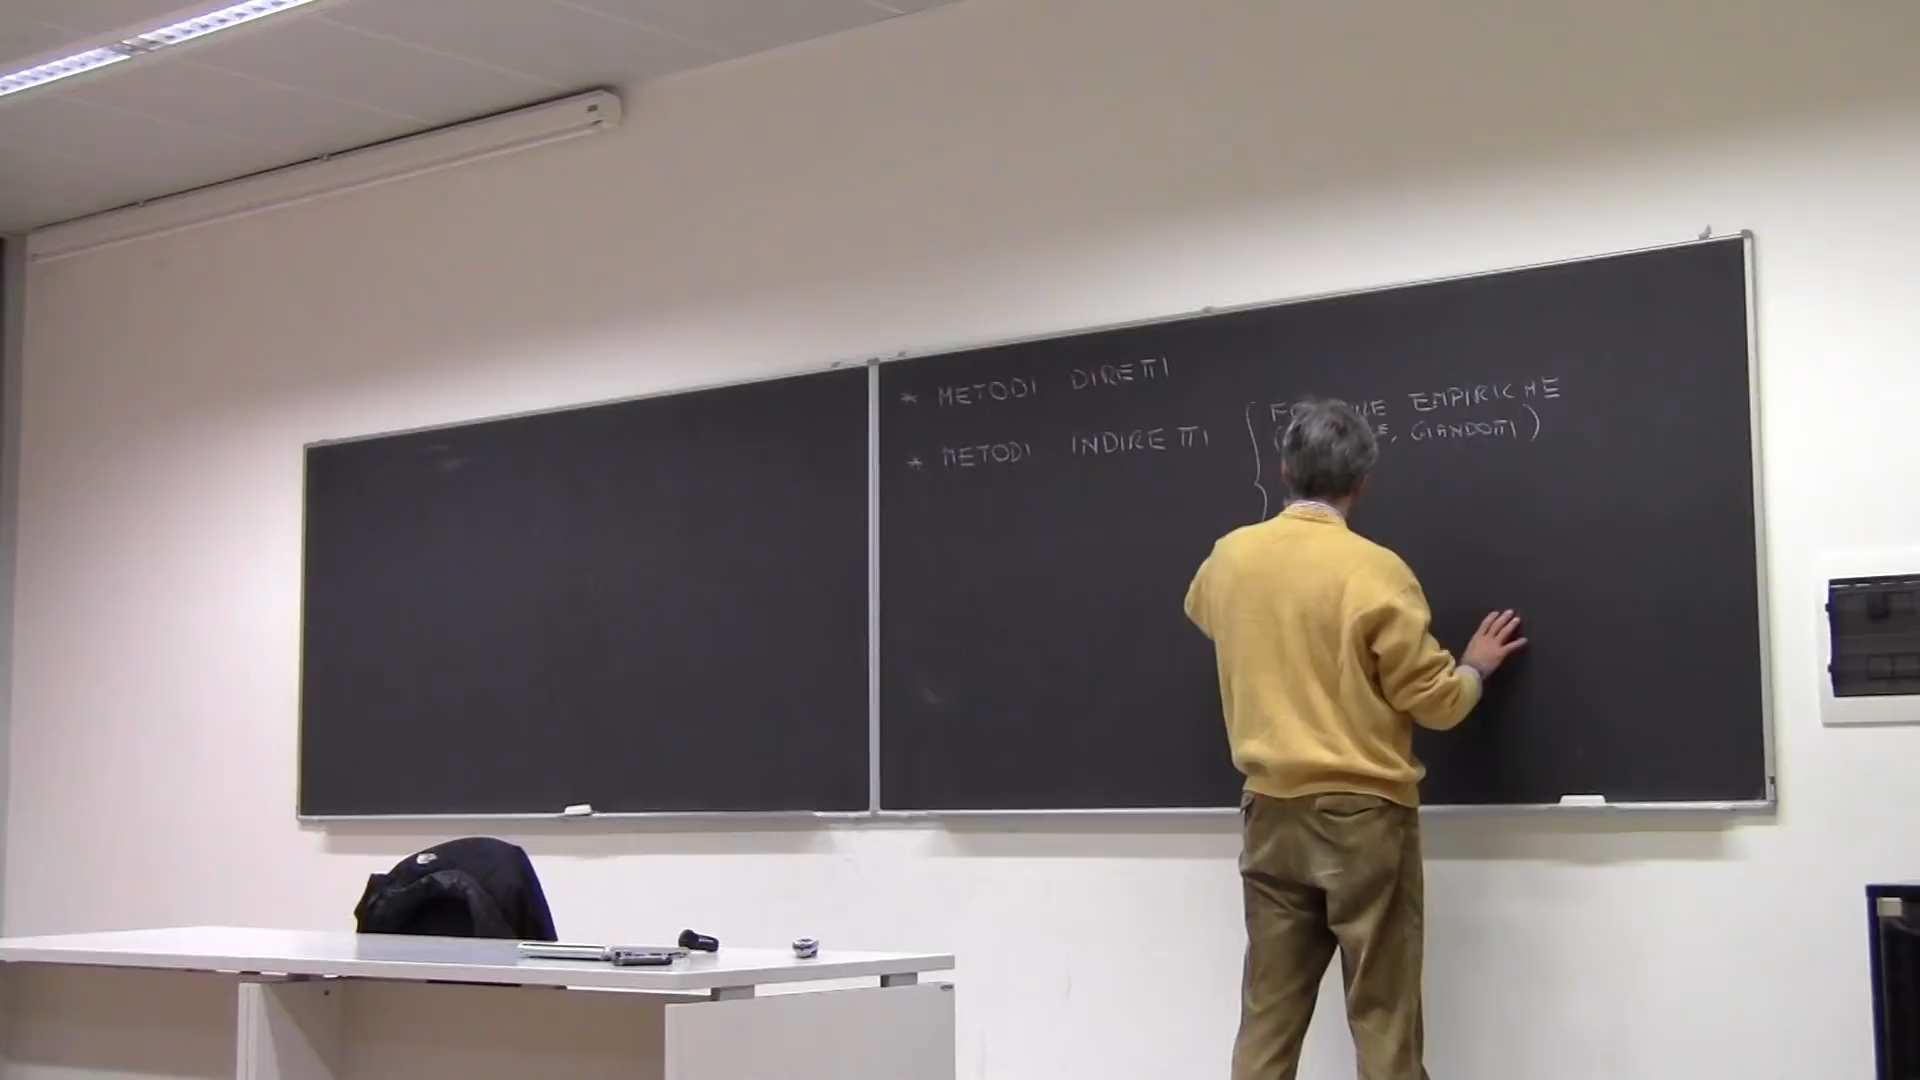 * METODI DIRETTI
* METODI INDIRETTI
EMPIRICHE
, GIANDOTTI)